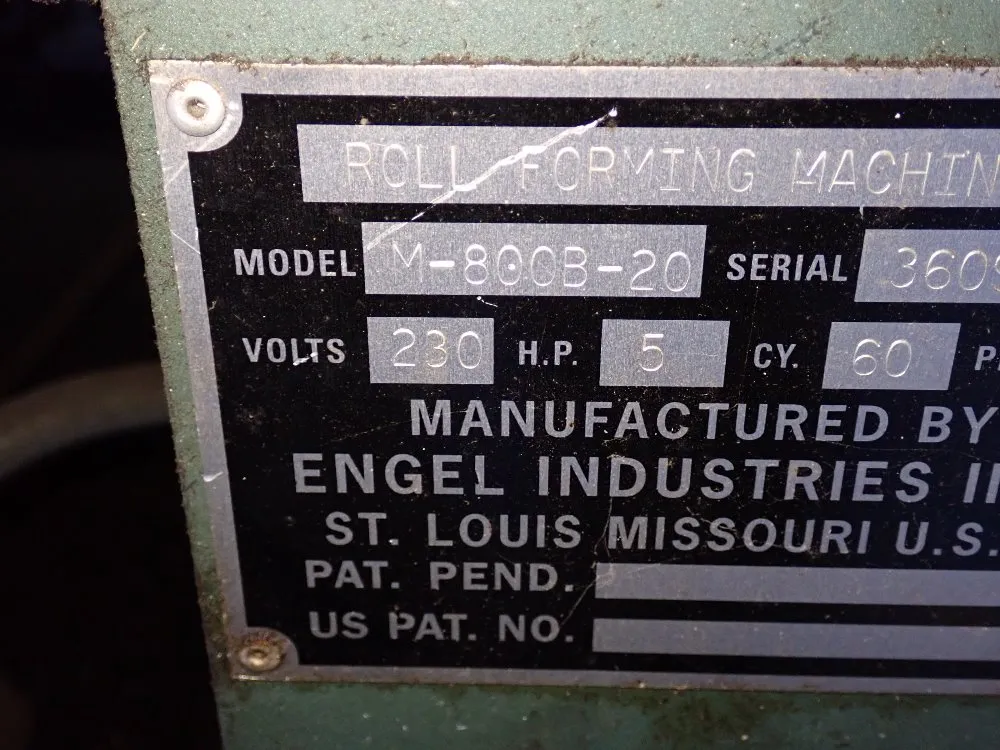 ROLL FORMING MACHIN
MODEL M-800B-20 SERIAL 360
VOLTS 230 H.P. 5 CY. 60 P
MANUFACTURED BY
ENGEL INDUSTRIES I
ST. LOUIS MISSOURI U.S.
PAT. PEND.
US PAT. NO.